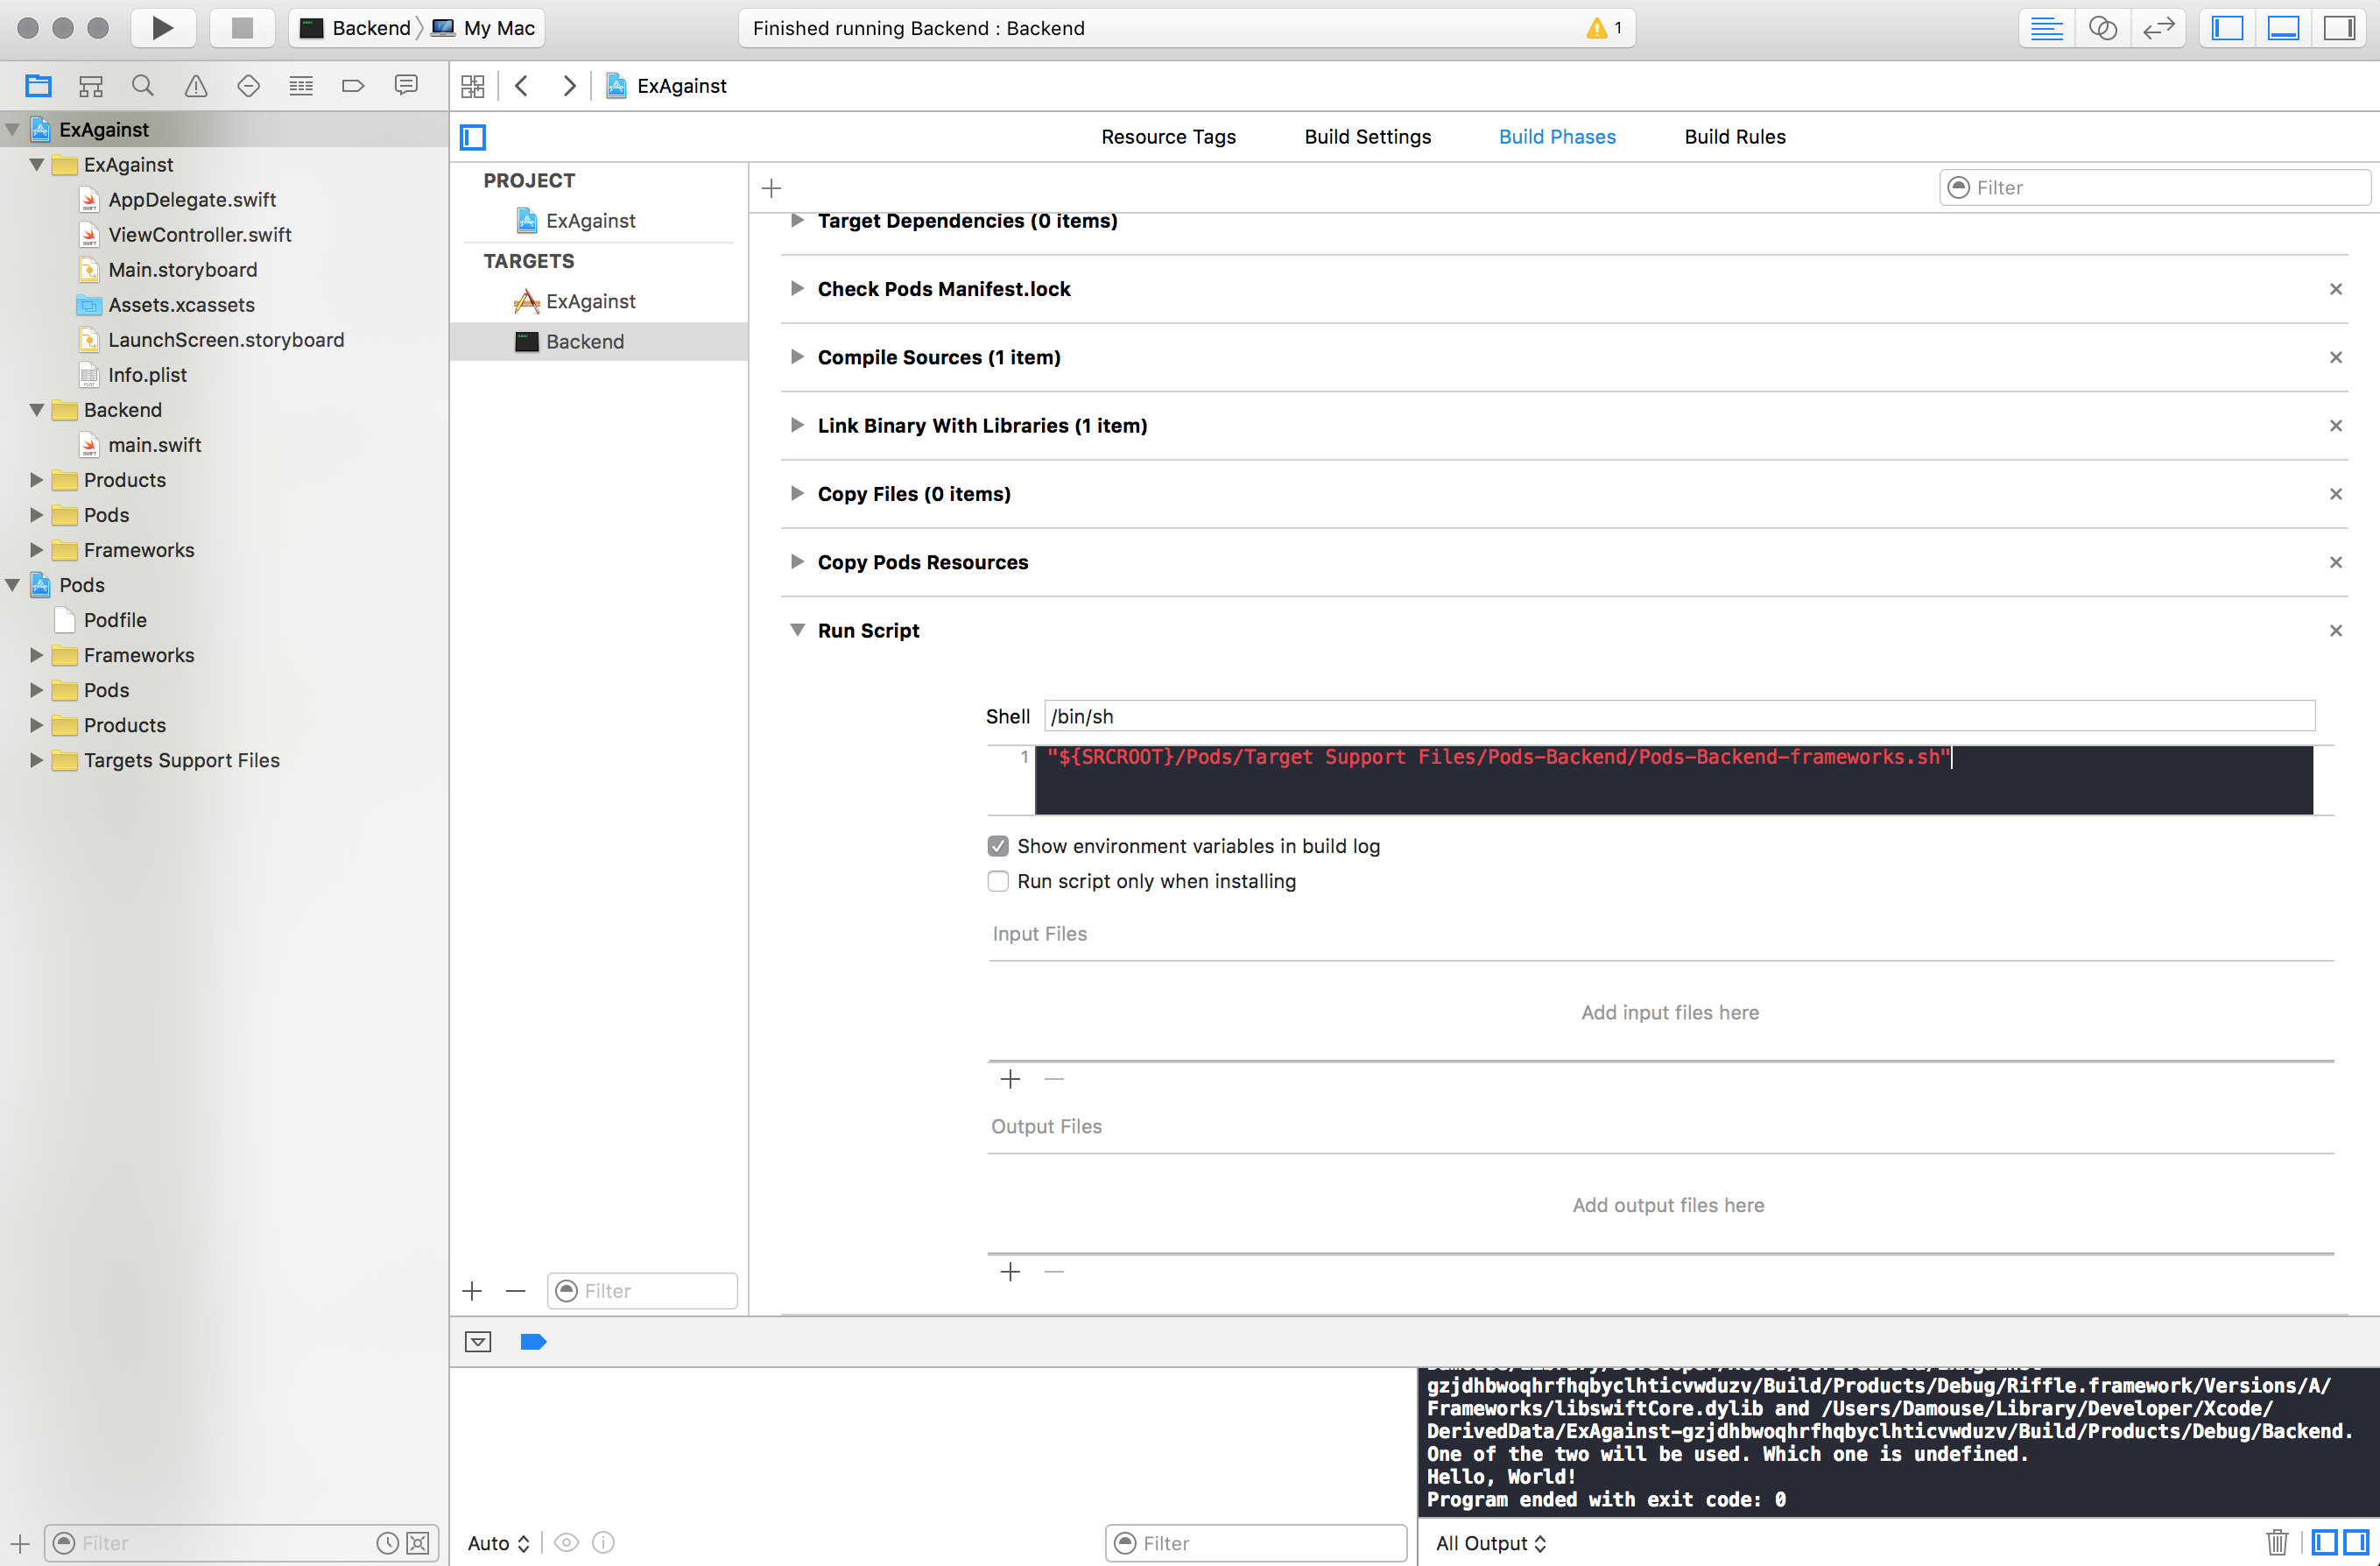 Backend
My Mac
Finished running Backend : Backend
1
ExAgainst
ExAgainst
ExAgainst
AppDelegate.swift
ViewController.swift
Main.storyboard
Assets.xcassets
LaunchScreen.storyboard
Info.plist
Backend
main.swift
Products
Pods
Frameworks
Pods
Podfile
Frameworks
Pods
Products
Targets Support Files
Filter
Resource Tags
Build Settings
Build Phases
Build Rules
PROJECT
ExAgainst
TARGETS
ExAgainst
Backend
Filter
Filter
Target Dependencies (0 items)
Check Pods Manifest.lock
Compile Sources (1 item)
Link Binary With Libraries (1 item)
Copy Files (0 items)
Copy Pods Resources
Run Script
Shell /bin/sh
1 "${SRCROOT}/Pods/Target Support Files/Pods-Backend/Pods-Backend-frameworks.sh"
Show environment variables in build log
Run script only when installing
Input Files
Add input files here
Output Files
Add output files here
Auto
Filter
gzjdhbwoqhrfhqbyclhticvwduzv/Build/Products/Debug/Riffle.framework/Versions/A/
Frameworks/libswiftCore.dylib and /Users/Damouse/Library/Developer/Xcode/
DerivedData/ExAgainst-gzjdhbwoqhrfhqbyclhticvwduzv/Build/Products/Debug/Backend.
One of the two will be used. Which one is undefined.
Hello, World!
Program ended with exit code: 0
All Output